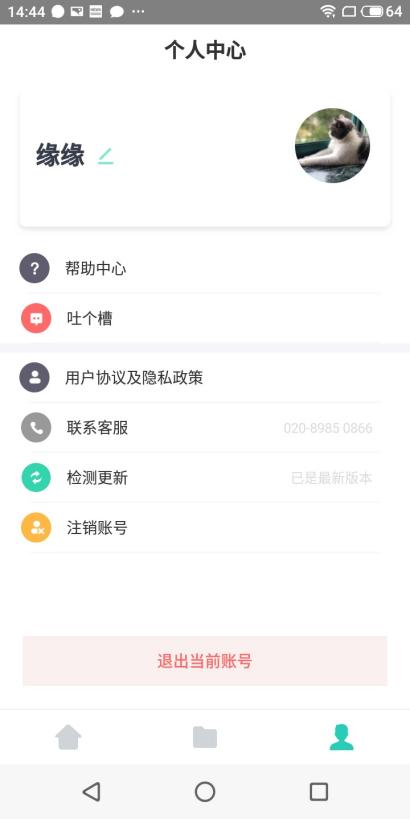 14:44 64
个人中心
缘缘
帮助中心
吐个槽
用户协议及隐私政策
联系客服 020-8985 0866
检测更新 已是最新版本
注销账号
退出当前账号